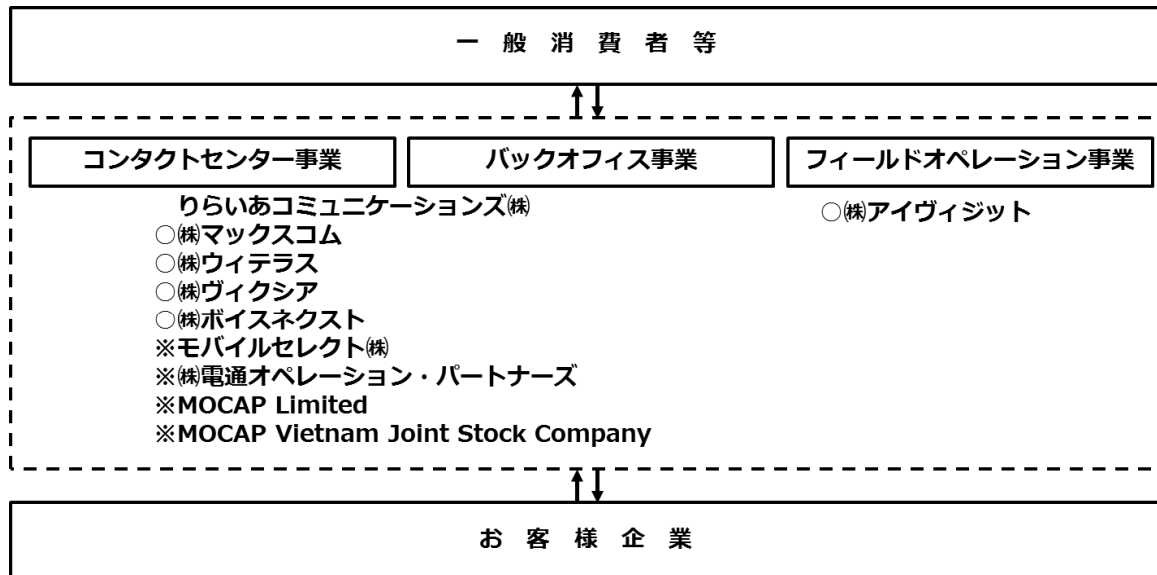 一 般 消 費 者 等
コンタクトセンター事業
バックオフィス事業
フィールドオペレーション事業
りらいあコミュニケーションズ㈱
○㈱マックスコム
○㈱ウィテラス
○㈱ヴィクシア
○㈱ボイスネクスト
※モバイルセレクト㈱
※㈱電通オペレーション・パートナーズ
※MOCAP Limited
※MOCAP Vietnam Joint Stock Company
○㈱アイヴィジット
お 客 様 企 業